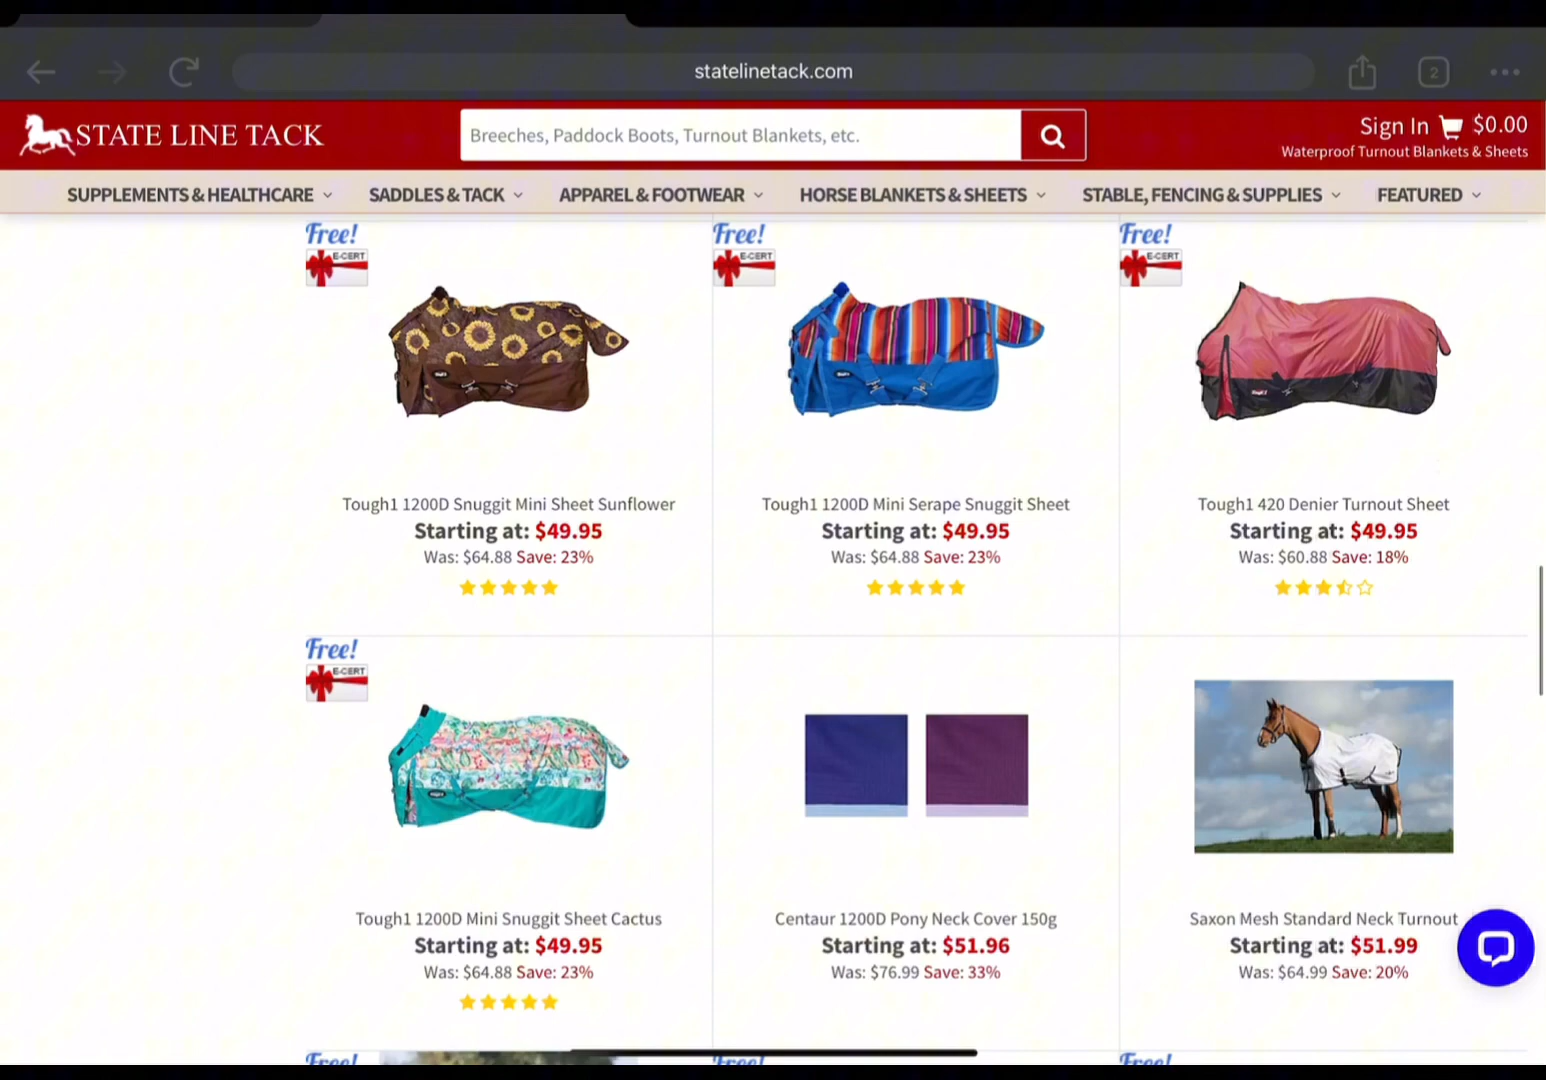 statelinetack.com
2
STATE LINE TACK
Breeches, Paddock Boots, Turnout Blankets, etc.
Sign In $0.00
Waterproof Turnout Blankets & Sheets
SUPPLEMENTS & HEALTHCARE SADDLES & TACK APPAREL & FOOTWEAR HORSE BLANKETS & SHEETS STABLE, FENCING & SUPPLIES FEATURED
Free! Free! Free!
E-CERT E-CERT E-CERT
Tough1 1200D Snuggit Mini Sheet Sunflower
Starting at: $49.95
Was: $64.88 Save: 23%
Tough1 1200D Mini Serape Snuggit Sheet
Starting at: $49.95
Was: $64.88 Save: 23%
Tough1 420 Denier Turnout Sheet
Starting at: $49.95
Was: $60.88 Save: 18%
Free!
E-CERT
Tough1 1200D Mini Snuggit Sheet Cactus
Starting at: $49.95
Was: $64.88 Save: 23%
Centaur 1200D Pony Neck Cover 150g
Starting at: $51.96
Was: $76.99 Save: 33%
Saxon Mesh Standard Neck Turnout
Starting at: $51.99
Was: $64.99 Save: 20%
Free! Free! Free!